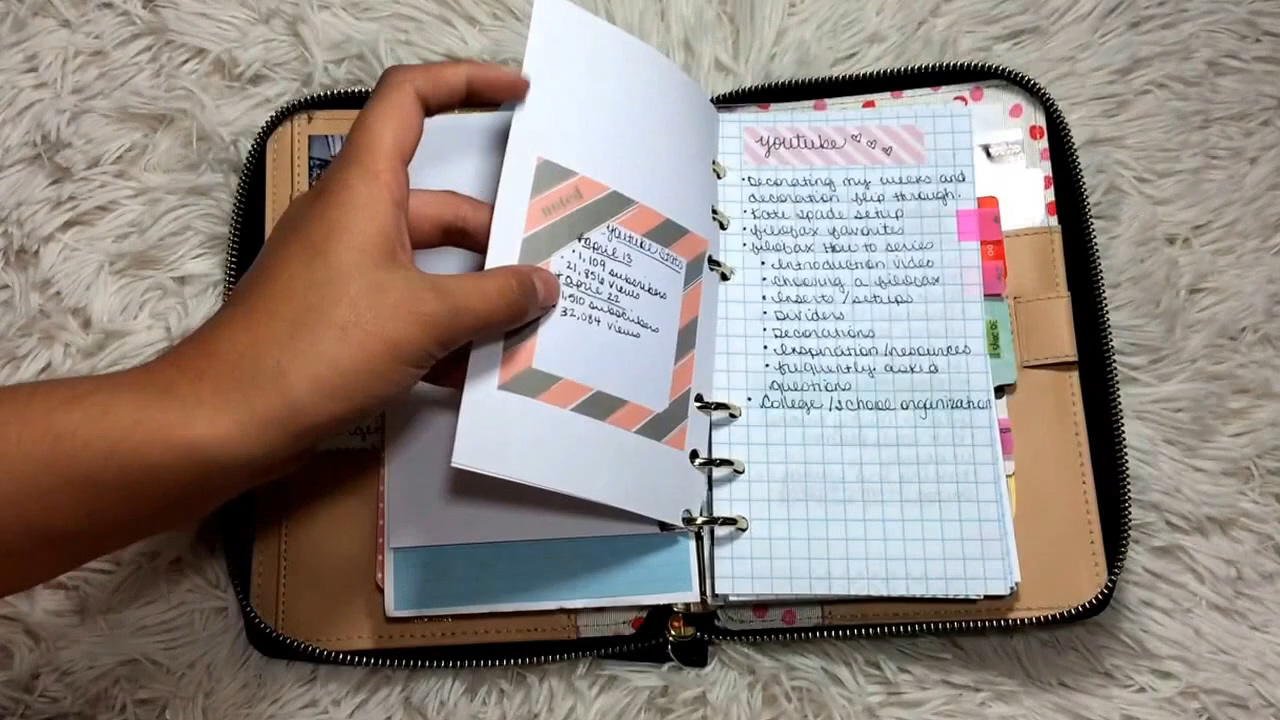 noted
youtube stats
april 13
• 1,109 subscribers
21,856 views
april 22
1,510 subscribers
32,084 views
youtube ♡ ♡ ♡
• Decorating my weeks and
decoration flip through
• Kate Spade setup
• filofax favorites
• filofax How to series
• Introduction video
• choosing a filofax
• Inserts / setups
• Dividers
• Decorations
• Inspiration/resources
• frequently asked
questions
• College / school organization